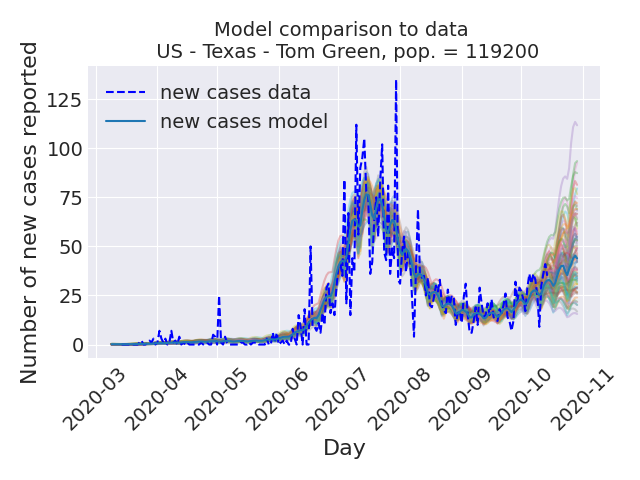 Model comparison to data
US - Texas - Tom Green, pop. = 119200
Number of new cases reported
new cases data
new cases model
125
100
75
50
25
0
2020-03
2020-04
2020-05
2020-06
2020-07
2020-08
2020-09
2020-10
2020-11
Day